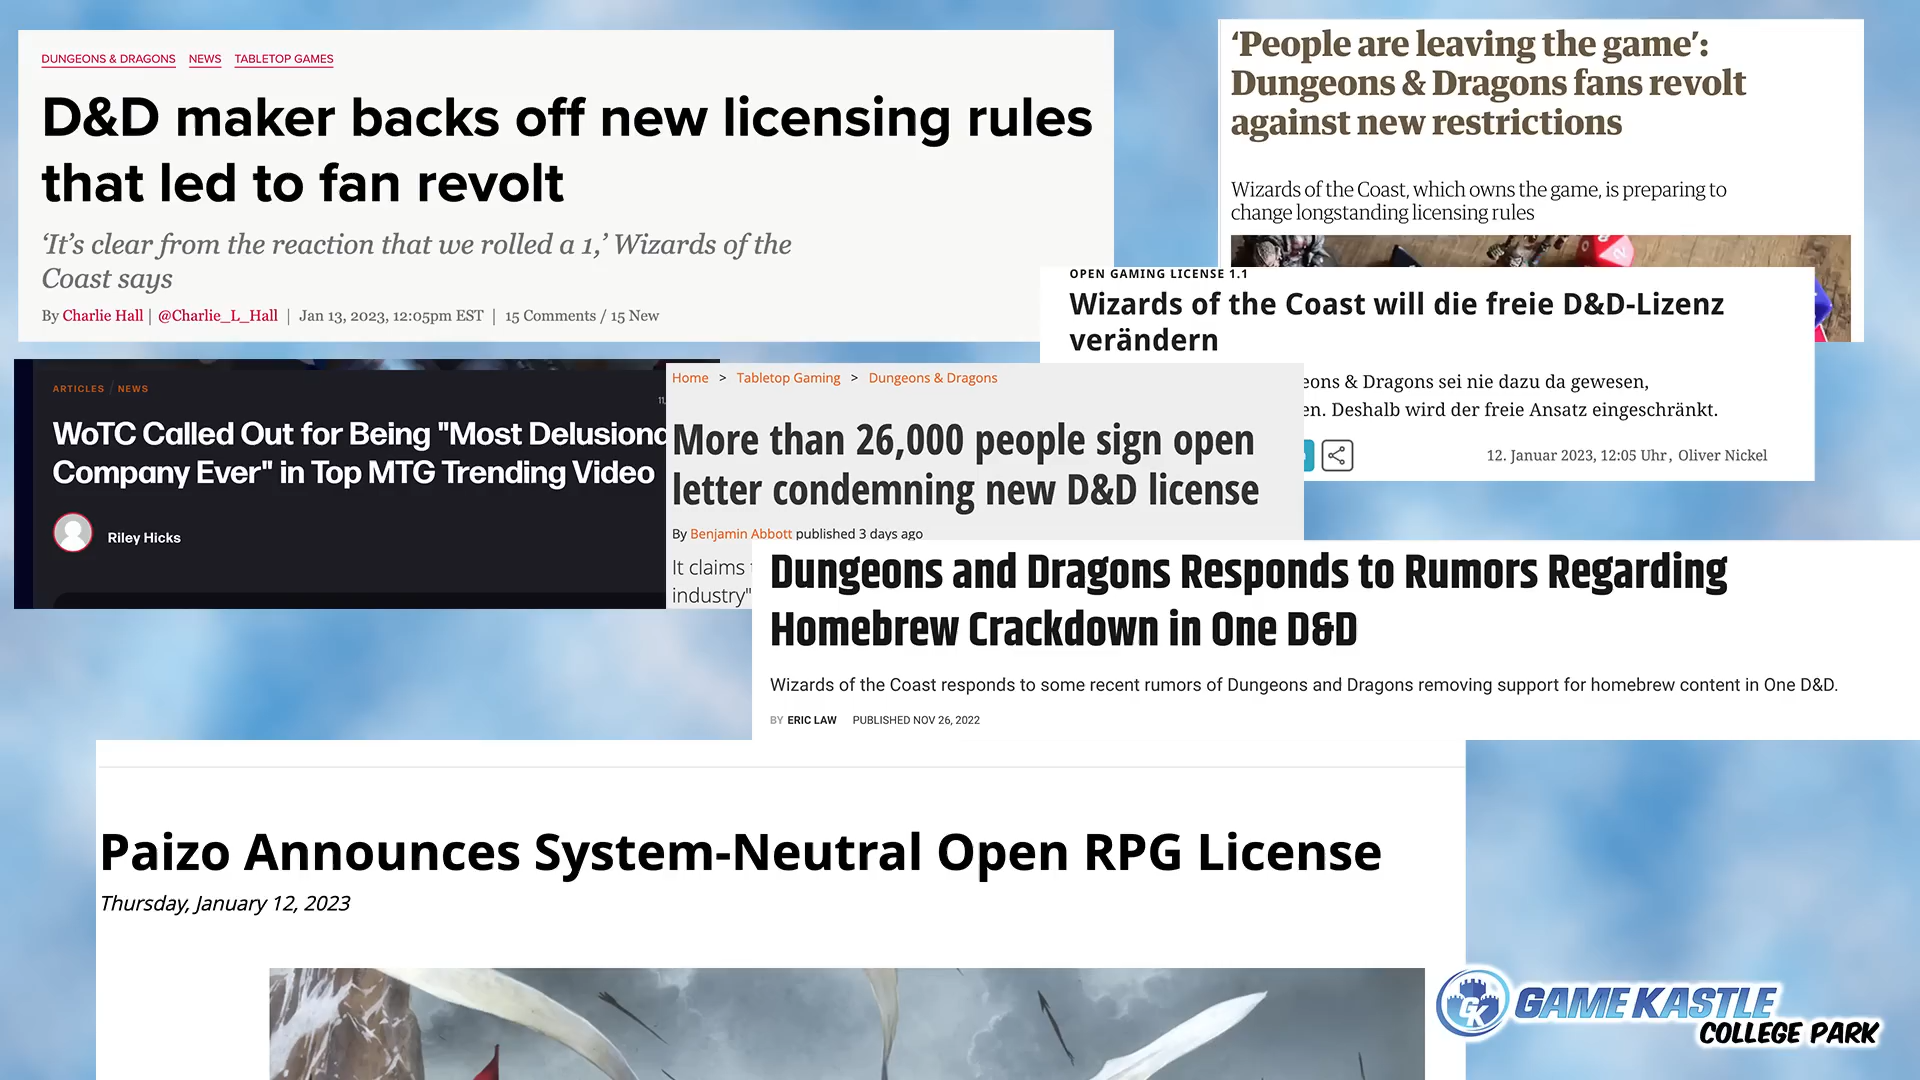 DUNGEONS & DRAGONS NEWS TABLETOP GAMES
D&D maker backs off new licensing rules
that led to fan revolt
‘It’s clear from the reaction that we rolled a 1,’ Wizards of the
Coast says
By Charlie Hall | @Charlie_L_Hall | Jan 13, 2023, 12:05pm EST | 15 Comments / 15 New
‘People are leaving the game’:
Dungeons & Dragons fans revolt
against new restrictions
Wizards of the Coast, which owns the game, is preparing to
change longstanding licensing rules
OPEN GAMING LICENSE 1.1
Wizards of the Coast will die freie D&D-Lizenz
verändern
eons & Dragons sei nie dazu da gewesen,
en. Deshalb wird der freie Ansatz eingeschränkt.
12. Januar 2023, 12:05 Uhr, Oliver Nickel
ARTICLES / NEWS
11,
WoTC Called Out for Being "Most Delusiona
Company Ever" in Top MTG Trending Video
Riley Hicks
Home > Tabletop Gaming > Dungeons & Dragons
More than 26,000 people sign open
letter condemning new D&D license
By Benjamin Abbott published 3 days ago
It claims
industry"
Dungeons and Dragons Responds to Rumors Regarding
Homebrew Crackdown in One D&D
Wizards of the Coast responds to some recent rumors of Dungeons and Dragons removing support for homebrew content in One D&D.
BY ERIC LAW PUBLISHED NOV 26, 2022
Paizo Announces System-Neutral Open RPG License
Thursday, January 12, 2023
GK
GAME KASTLE
COLLEGE PARK